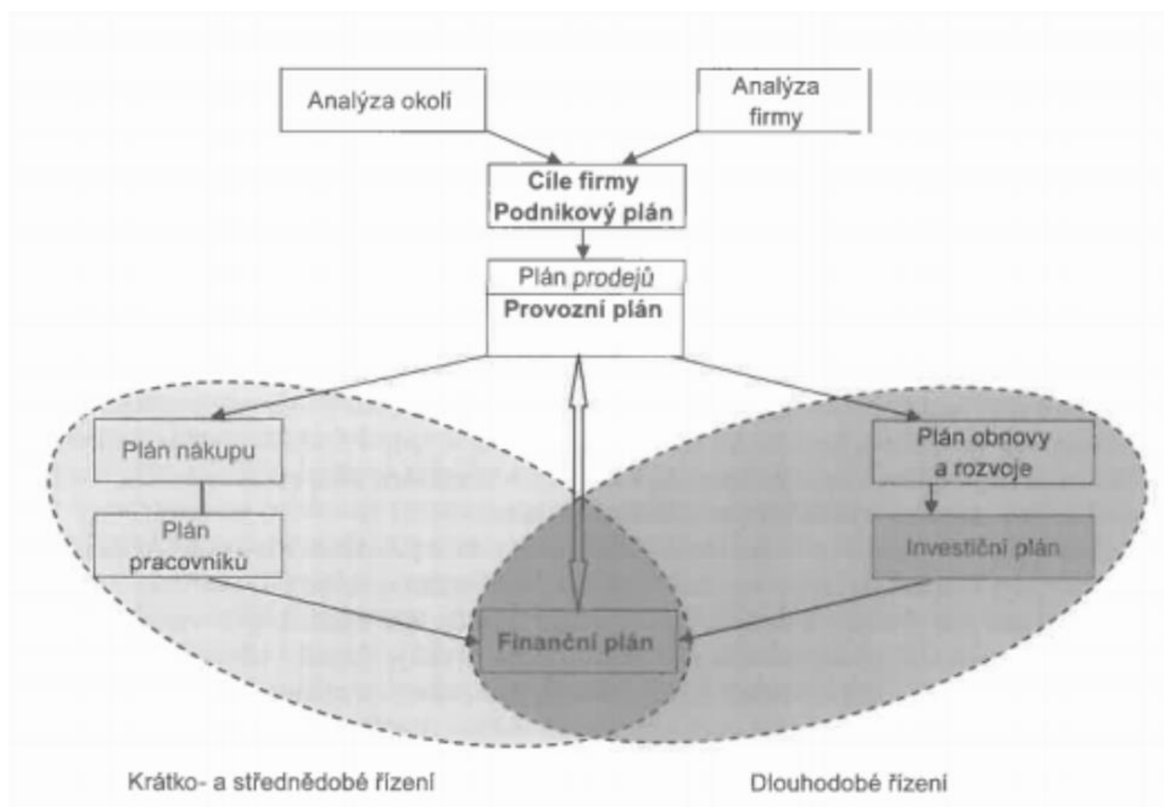 Analýza okolí
Analýza
firmy
Cíle firmy
Podnikový plán
Plán prodejů
Provozní plán
Plán nákupu
Plán obnovy
a rozvoje
Plán
pracovníků
Investiční plán
Finanční plán
Krátko- a střednědobé řízení
Dlouhodobé řízení